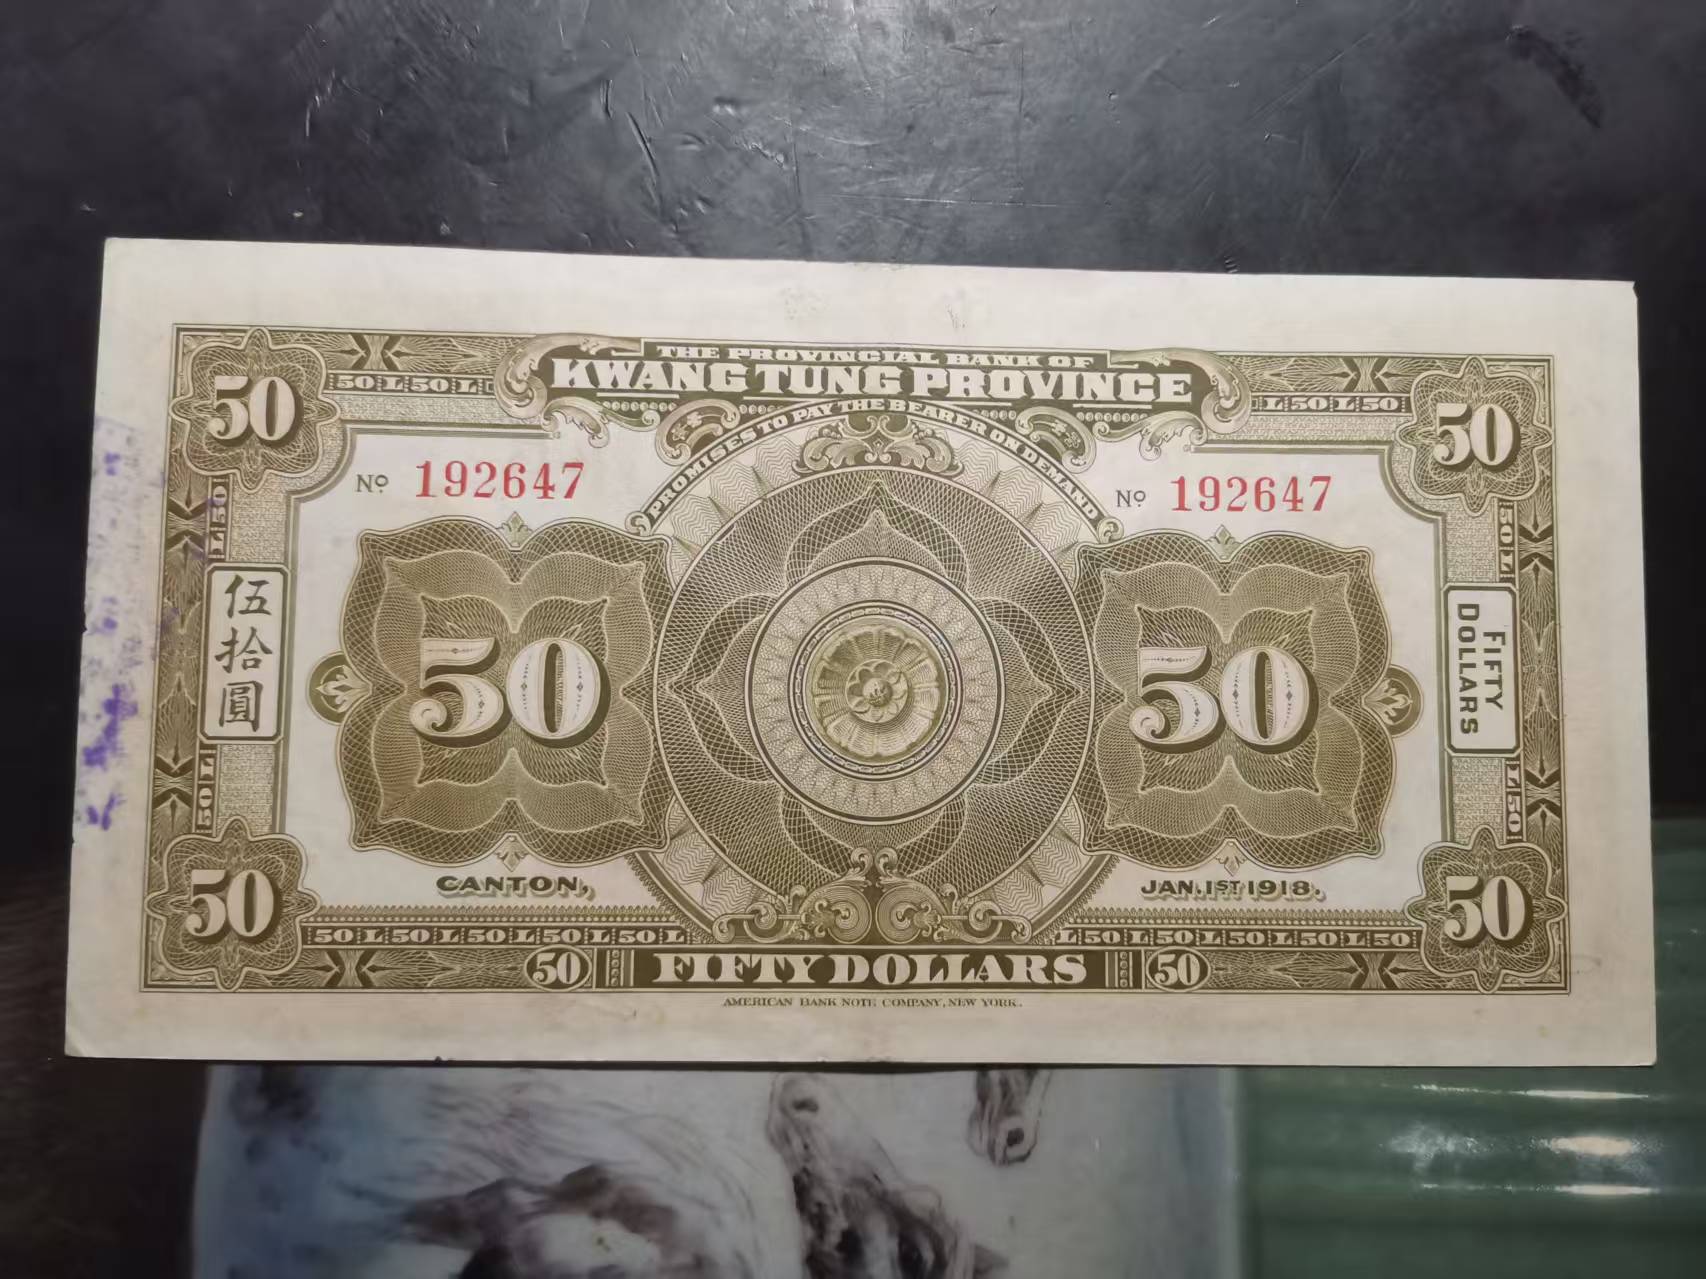 THE PROVINCIAL BANK OF
KWANG TUNG PROVINCE
PROMISES TO PAY THE BEARER ON DEMAND
50
50 L 50 L
L 50 L 50
50
No. 192647
No. 192647
L 50
50 L
伍拾圓
50
50
FIFTY
DOLLARS
50 L
L 50
CANTON,
JAN. 1ST 1918.
50
50 L 50 L 50 L 50 L 50 L
L 50 L 50 L 50 L 50 L 50
50
50
FIFTY DOLLARS
50
AMERICAN BANK NOTE COMPANY, NEW YORK.